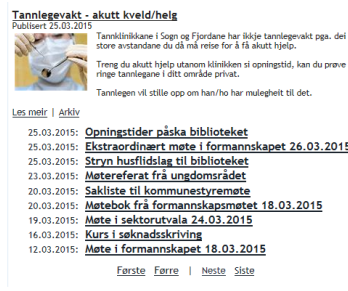 Tannlegevakt - akutt kveld/helg
Publisert 25.03.2015
Tannklinikkane i Sogn og Fjordane har ikkje tannlegevakt pga. dei
store avstandane du då må reise for å få akutt hjelp.
Treng du akutt hjelp utanom klinikken si opningstid, kan du prøve
ringe tannlegane i ditt område privat.
Tannlegen vil stille opp om han/ho har mulegheit til det.
Les meir | Arkiv
25.03.2015: Opningstider påska biblioteket
25.03.2015: Ekstraordinært møte i formannskapet 26.03.2015
25.03.2015: Stryn husflidslag til biblioteket
23.03.2015: Møtereferat frå ungdomsrådet
20.03.2015: Sakliste til kommunestyremøte
20.03.2015: Møtebok frå formannskapsmøtet 18.03.2015
19.03.2015: Møte i sektorutvala 24.03.2015
16.03.2015: Kurs i søknadsskriving
12.03.2015: Møte i formannskapet 18.03.2015
Første Førre | Neste Siste